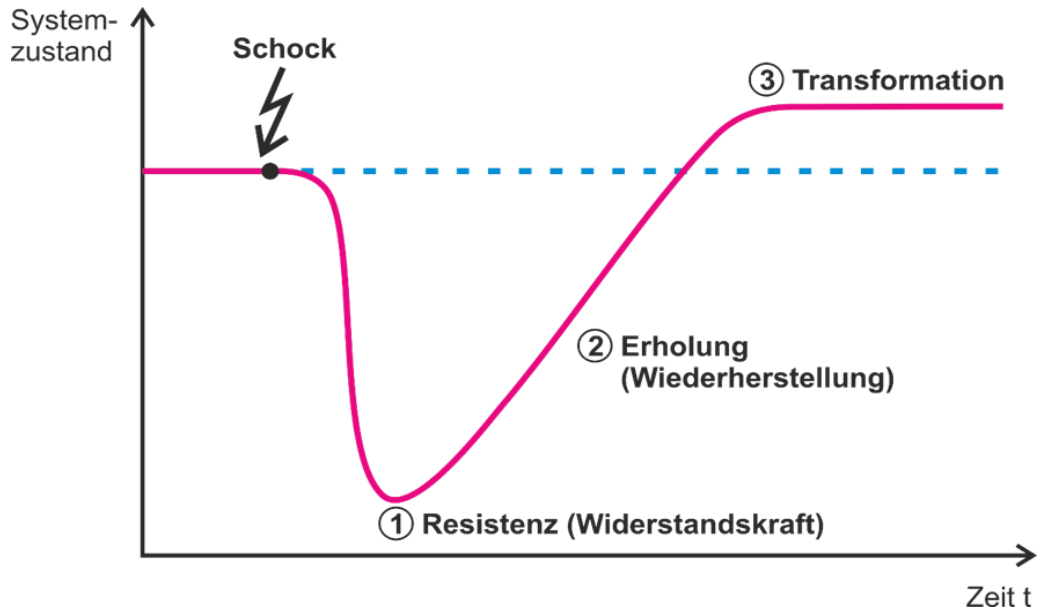 System-
zustand
Schock
③ Transformation
② Erholung
(Wiederherstellung)
① Resistenz (Widerstandskraft)
Zeit t